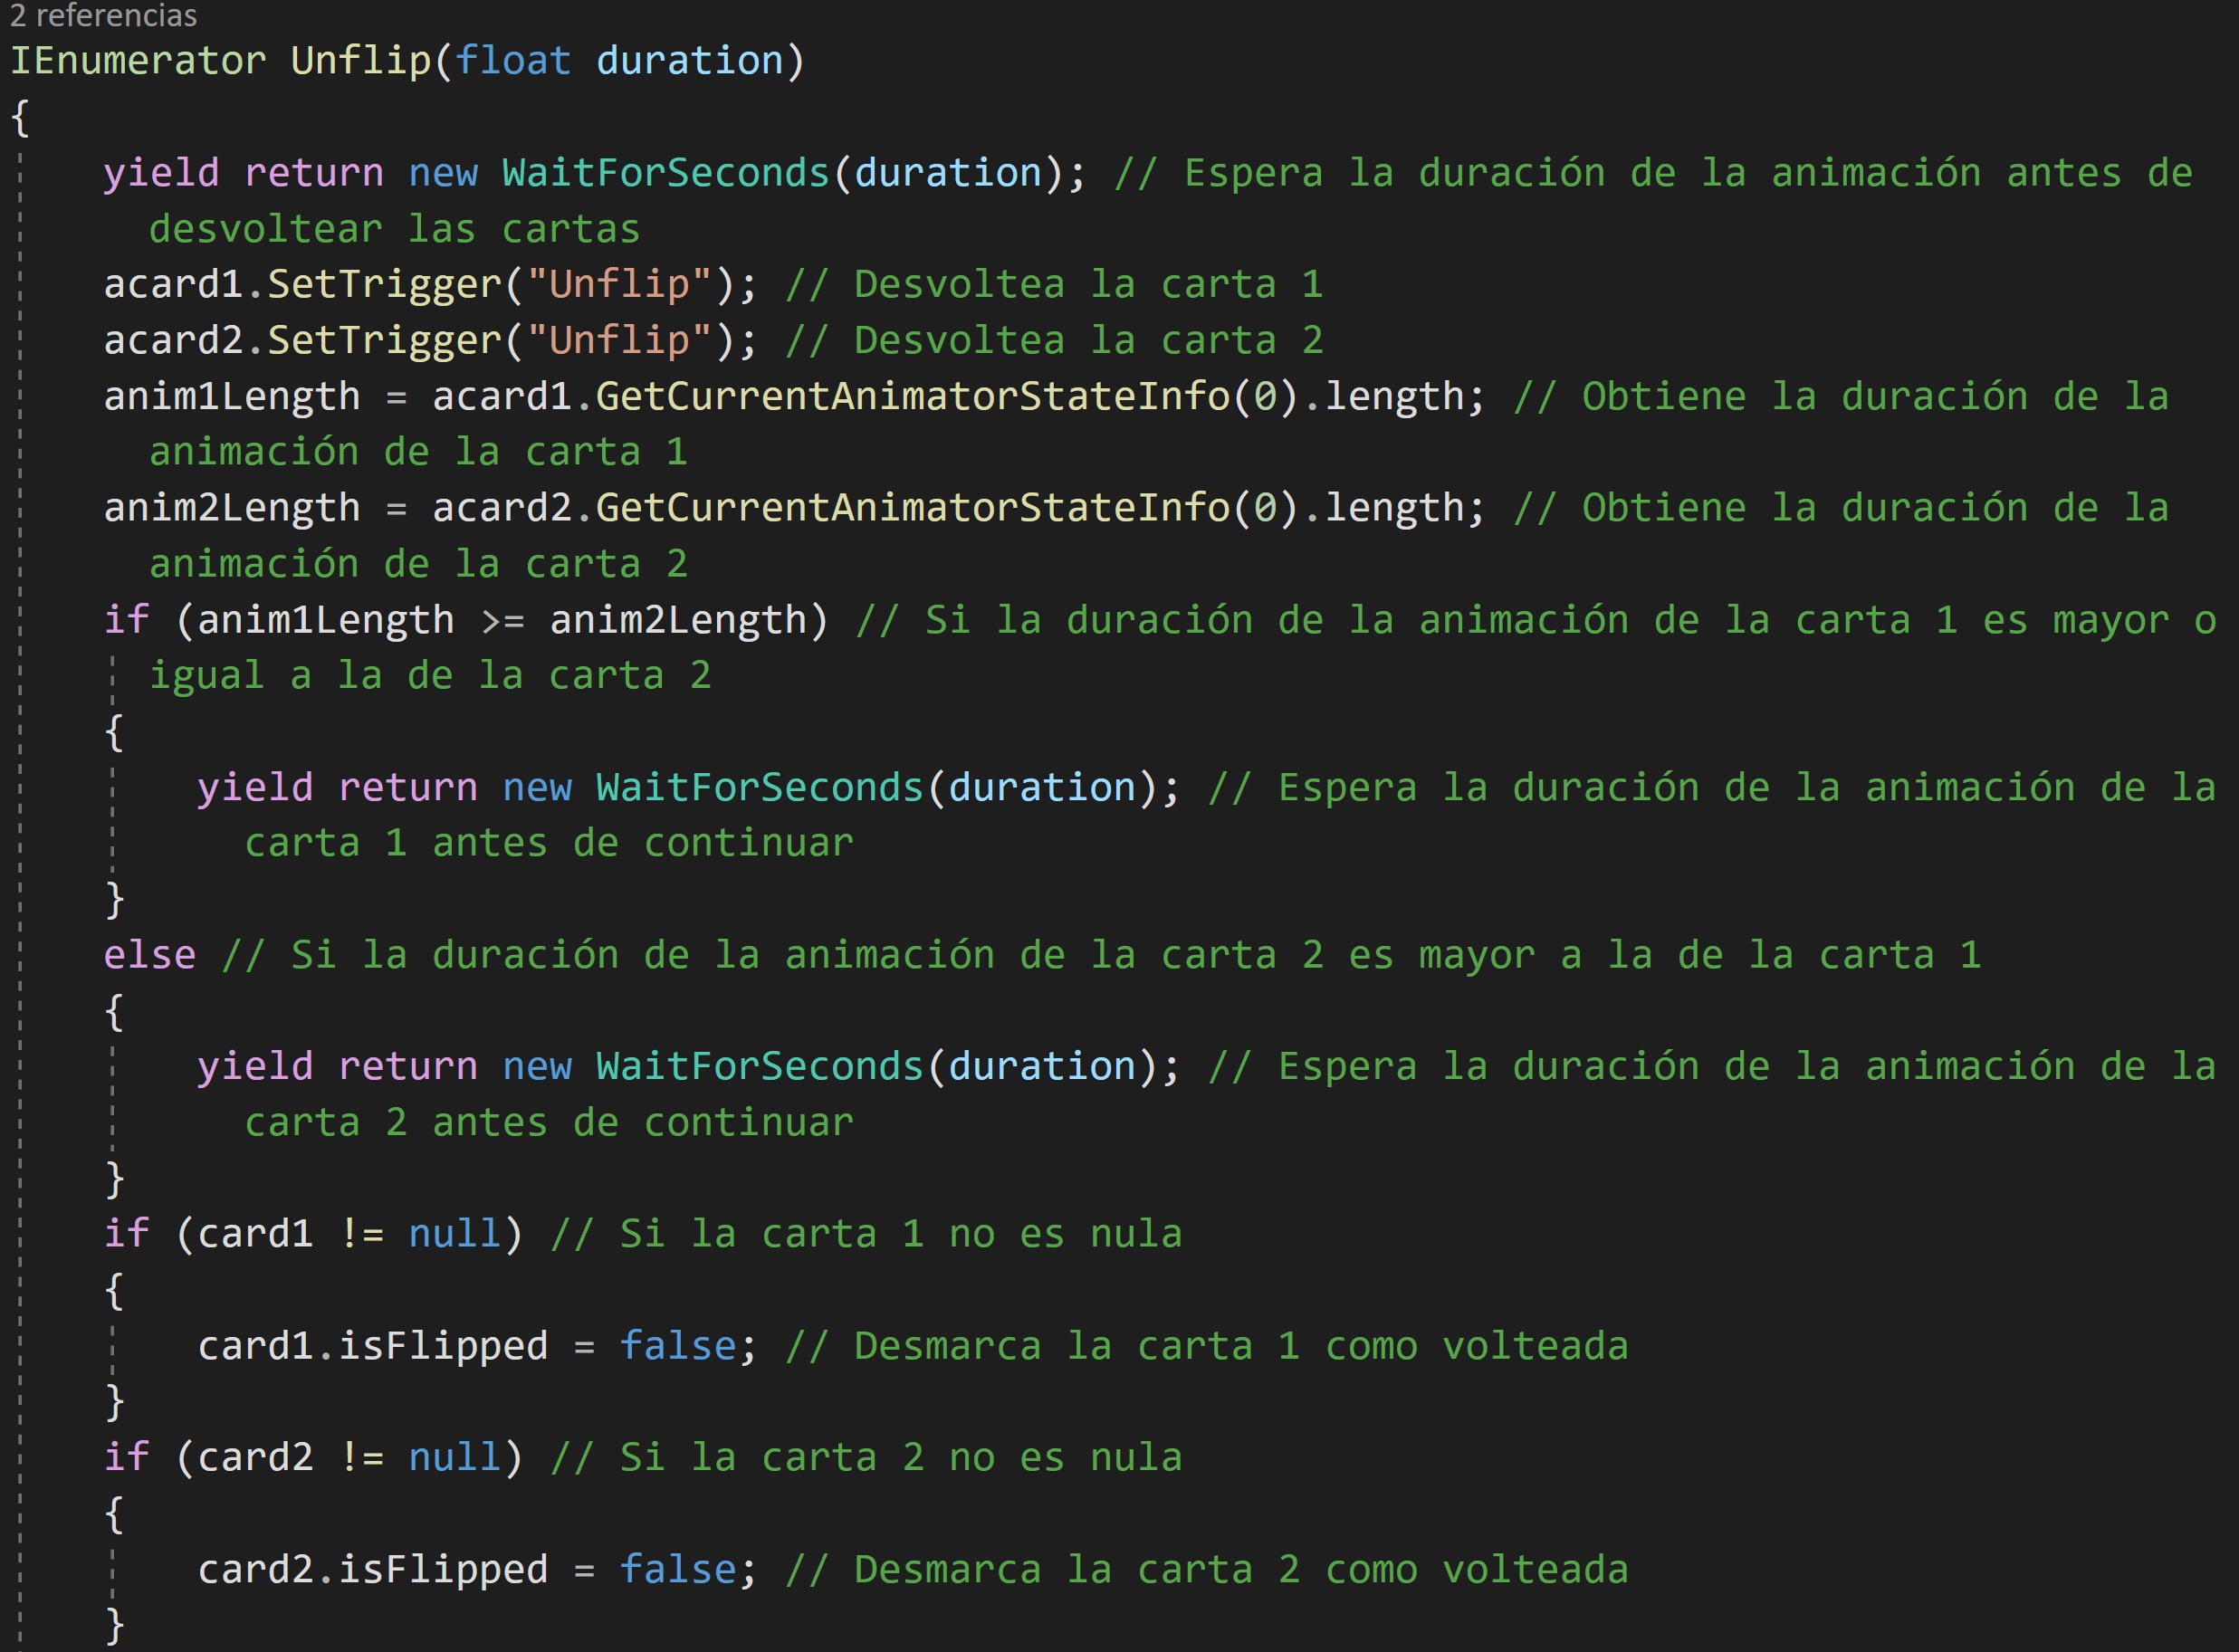 2 referencias
IEnumerator Unflip(float duration)
{
yield return new WaitForSeconds(duration); // Espera la duración de la animación antes de
desvoltear las cartas
acard1.SetTrigger("Unflip"); // Desvoltea la carta 1
acard2.SetTrigger("Unflip"); // Desvoltea la carta 2
anim1Length = acard1.GetCurrentAnimatorStateInfo(0).length; // Obtiene la duración de la
animación de la carta 1
anim2Length = acard2.GetCurrentAnimatorStateInfo(0).length; // Obtiene la duración de la
animación de la carta 2
if (anim1Length >= anim2Length) // Si la duración de la animación de la carta 1 es mayor o
igual a la de la carta 2
{
yield return new WaitForSeconds(duration); // Espera la duración de la animación de la
carta 1 antes de continuar
}
else // Si la duración de la animación de la carta 2 es mayor a la de la carta 1
{
yield return new WaitForSeconds(duration); // Espera la duración de la animación de la
carta 2 antes de continuar
}
if (card1 != null) // Si la carta 1 no es nula
{
card1.isFlipped = false; // Desmarca la carta 1 como volteada
}
if (card2 != null) // Si la carta 2 no es nula
{
card2.isFlipped = false; // Desmarca la carta 2 como volteada
}